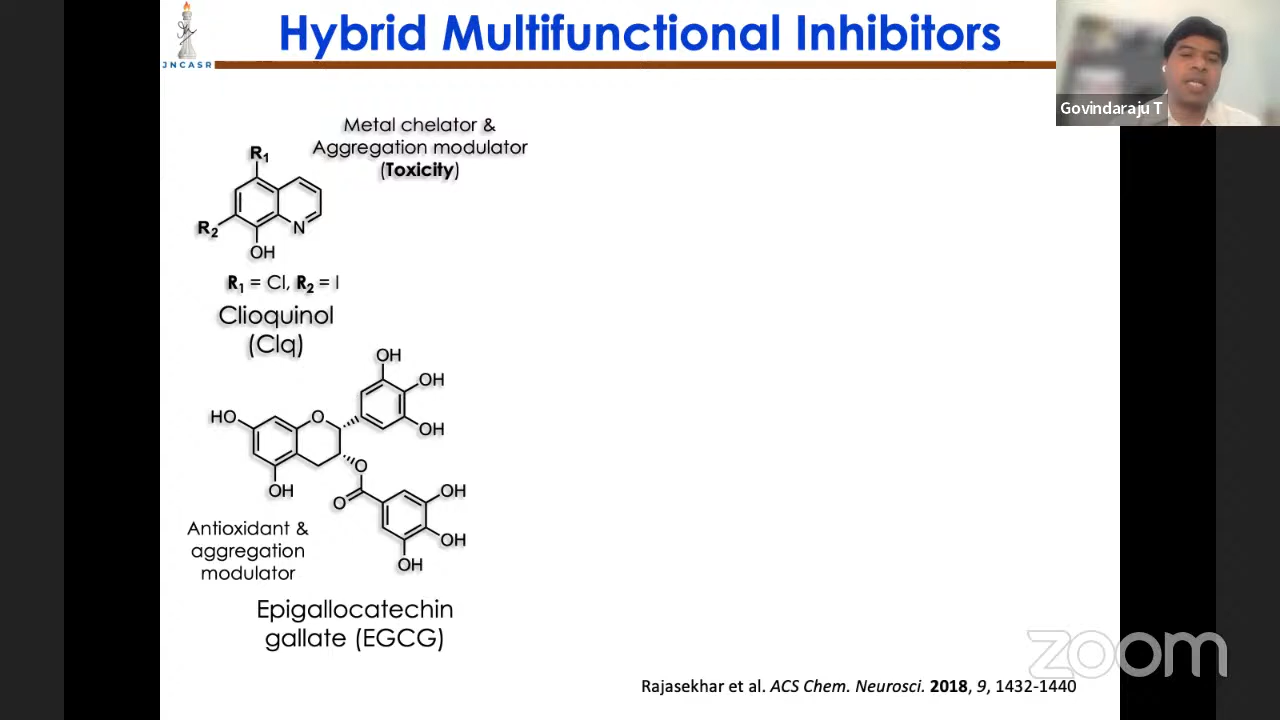 Hybrid Multifunctional Inhibitors
JNCASR
Govindaraju T
Metal chelator &
Aggregation modulator
(Toxicity)
R1
R2
N
OH
R1 = Cl, R2 = I
Clioquinol
(Clq)
OH
OH
HO
O
OH
O
OH
O
OH
OH
OH
Antioxidant &
aggregation
modulator
Epigallocatechin
gallate (EGCG)
zoom
Rajasekhar et al. ACS Chem. Neurosci. 2018, 9, 1432-1440